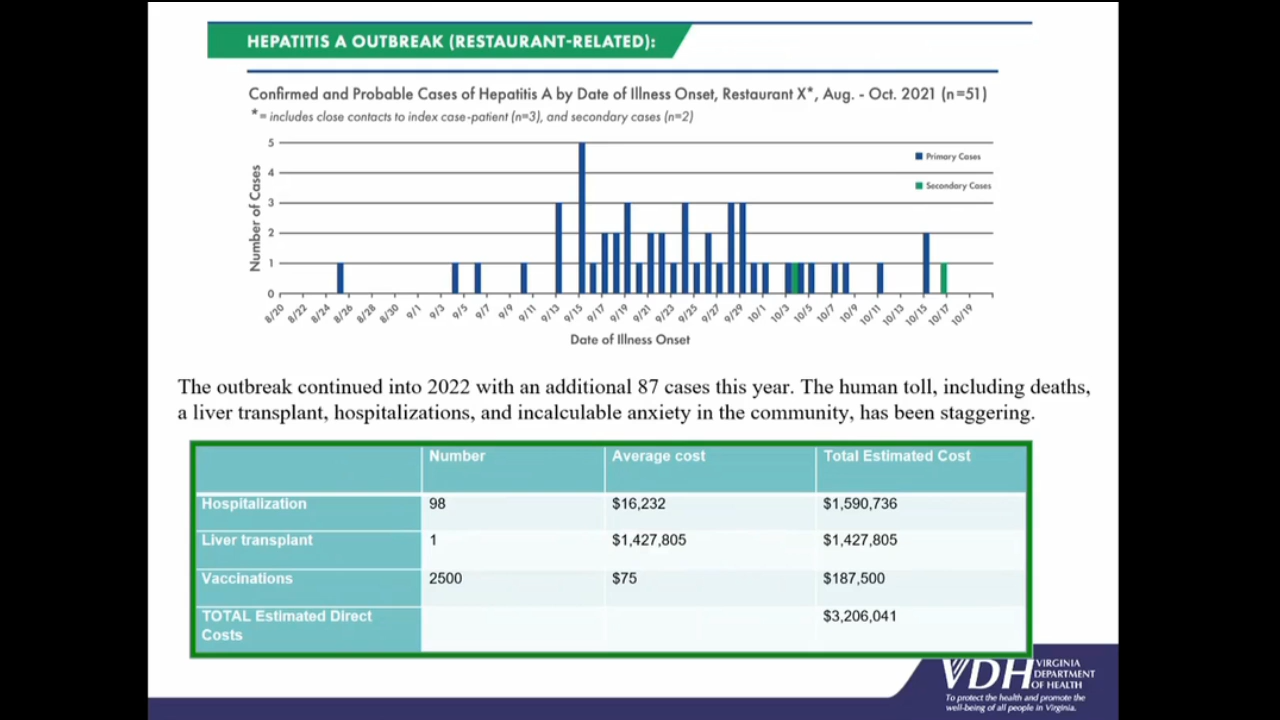 HEPATITIS A OUTBREAK (RESTAURANT-RELATED):
Confirmed and Probable Cases of Hepatitis A by Date of Illness Onset, Restaurant X*, Aug. - Oct. 2021 (n=51)
*= includes close contacts to index case-patient (n=3), and secondary cases (n=2)
Number of Cases
5
4
3
2
1
0
Primary Cases
Secondary Cases
8/20 8/22 8/24 8/26 8/28 8/30 9/1 9/3 9/5 9/7 9/9 9/11 9/13 9/15 9/17 9/19 9/21 9/23 9/25 9/27 9/29 10/1 10/3 10/5 10/7 10/9 10/11 10/13 10/15 10/17 10/19
Date of Illness Onset
The outbreak continued into 2022 with an additional 87 cases this year. The human toll, including deaths,
a liver transplant, hospitalizations, and incalculable anxiety in the community, has been staggering.
Number Average cost Total Estimated Cost
Hospitalization 98 $16,232 $1,590,736
Liver transplant 1 $1,427,805 $1,427,805
Vaccinations 2500 $75 $187,500
TOTAL Estimated Direct $3,206,041
Costs
VDH VIRGINIA
DEPARTMENT
OF HEALTH
To protect the health and promote the
well-being of all people in Virginia.